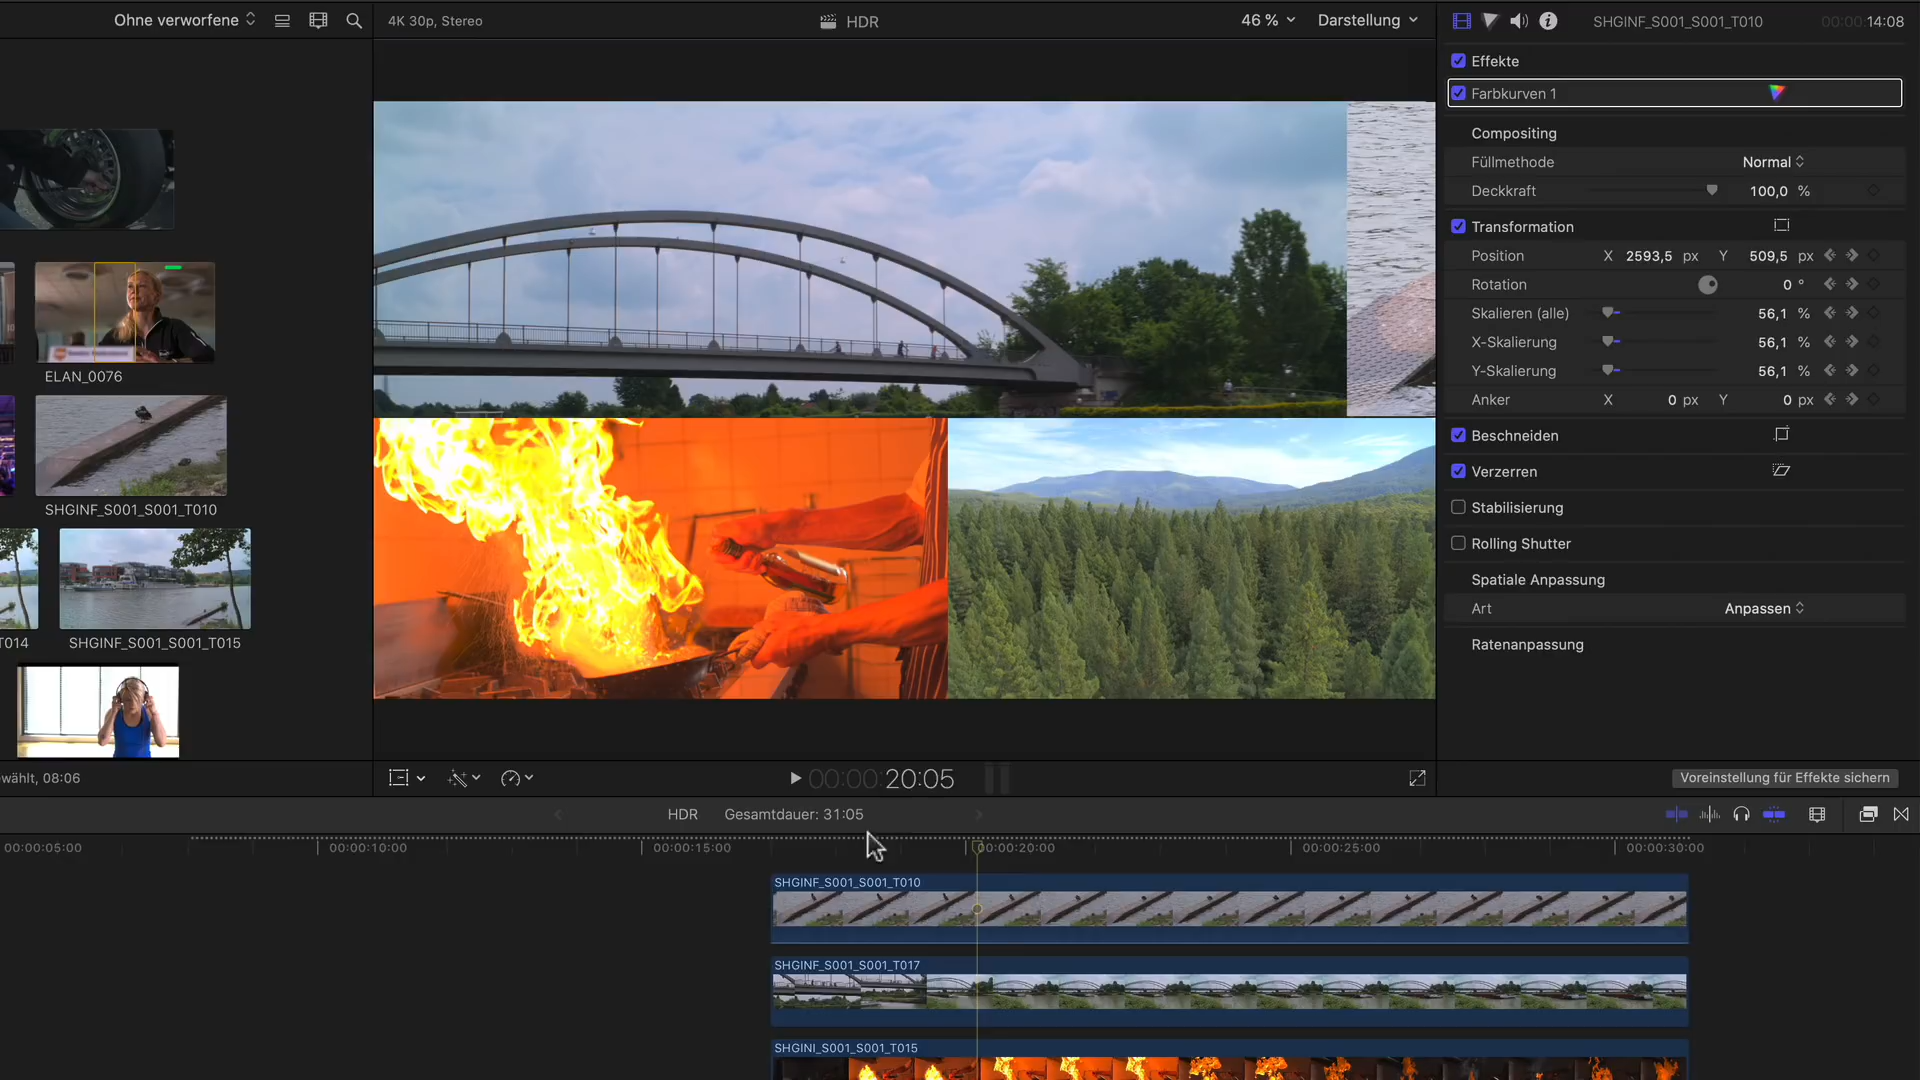 Ohne verworfene
4K 30p, Stereo
HDR
46 %
Darstellung
SHGINF_S001_S001_T010
00:00:14:08
Effekte
Farbkurven 1
Compositing
Füllmethode
Normal
Deckkraft
100,0 %
Transformation
Position
X 2593,5 px Y 509,5 px
Rotation
0 °
Skalieren (alle)
56,1 %
X-Skalierung
56,1 %
Y-Skalierung
56,1 %
Anker
X 0 px Y 0 px
Beschneiden
Verzerren
Stabilisierung
Rolling Shutter
Spatiale Anpassung
Art
Anpassen
Ratenanpassung
ELAN_0076
SHGINF_S001_S001_T010
T014
SHGINF_S001_S001_T015
wählt, 08:06
00:00:20:05
Voreinstellung für Effekte sichern
HDR
Gesamtdauer: 31:05
00:00:05:00
00:00:10:00
00:00:15:00
00:00:20:00
00:00:25:00
00:00:30:00
SHGINF_S001_S001_T010
SHGINF_S001_S001_T017
SHGINI_S001_S001_T015